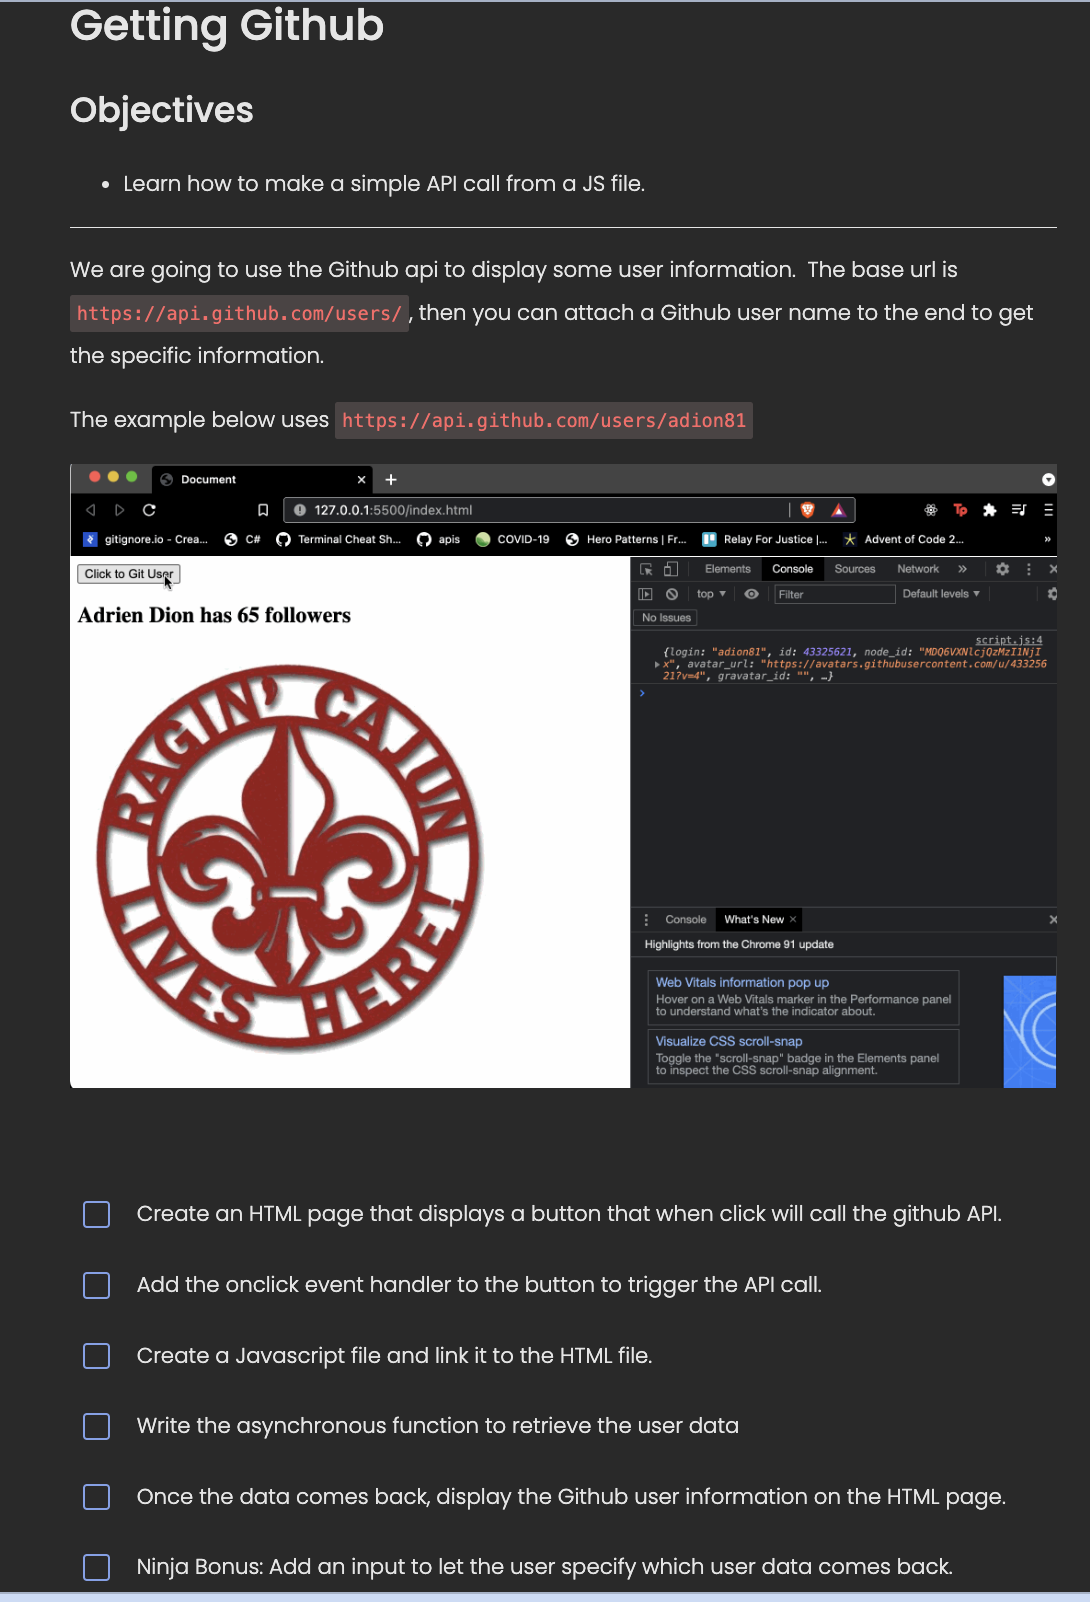 Getting Github
Objectives
• Learn how to make a simple API call from a JS file.
We are going to use the Github api to display some user information.  The base url is
https://api.github.com/users/ , then you can attach a Github user name to the end to get
the specific information.
The example below uses https://api.github.com/users/adion81
Document
127.0.0.1:5500/index.html
gitignore.io - Crea... C# Terminal Cheat Sh... apis COVID-19 Hero Patterns | Fr... Relay For Justice |... Advent of Code 2... »
Click to Git User
Adrien Dion has 65 followers
RAGIN' CAJUN
LIVES HERE!
Elements Console Sources Network »
top ▼ Filter Default levels ▼
No Issues
script.js:4
{login: "adion81", id: 43325621, node_id: "MDQ6VXNlcjQzMzI1NjI
x", avatar_url: "https://avatars.githubusercontent.com/u/433256
21?v=4", gravatar_id: "", …}
Console What's New ×
Highlights from the Chrome 91 update
Web Vitals information pop up
Hover on a Web Vitals marker in the Performance panel
to understand what's the indicator about.
Visualize CSS scroll-snap
Toggle the "scroll-snap" badge in the Elements panel
to inspect the CSS scroll-snap alignment.
Create an HTML page that displays a button that when click will call the github API.
Add the onclick event handler to the button to trigger the API call.
Create a Javascript file and link it to the HTML file.
Write the asynchronous function to retrieve the user data
Once the data comes back, display the Github user information on the HTML page.
Ninja Bonus: Add an input to let the user specify which user data comes back.